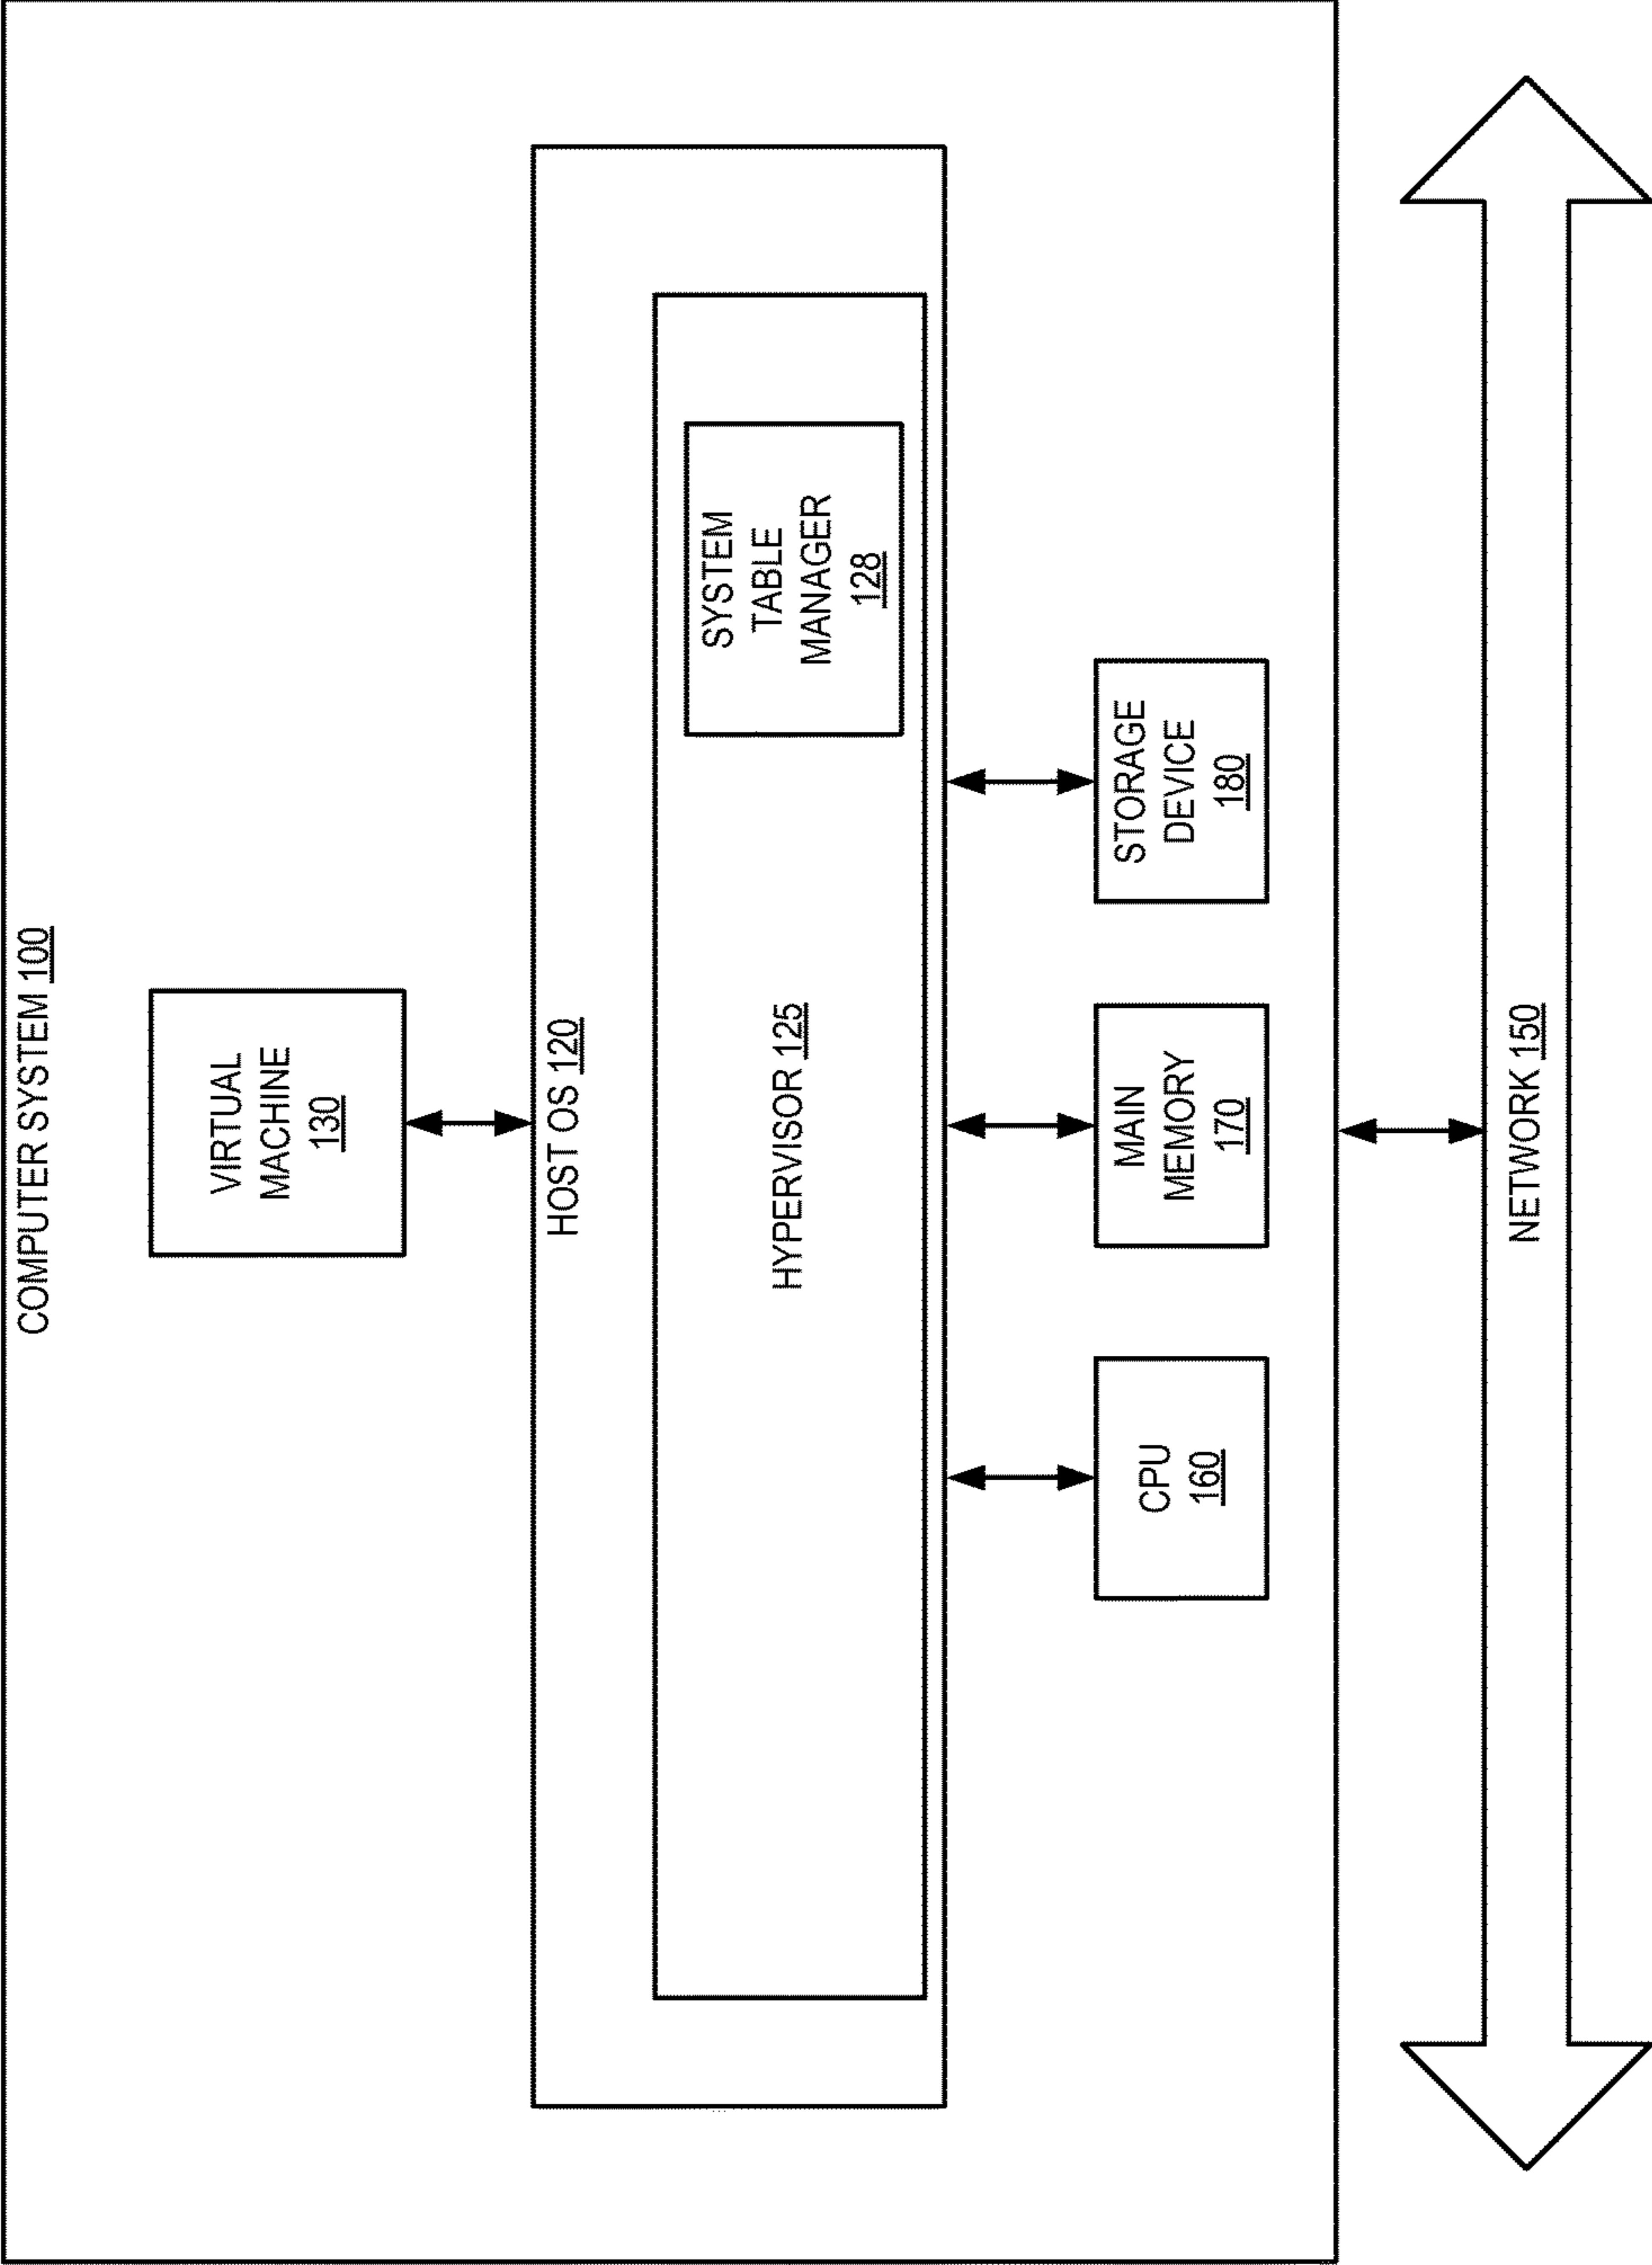 COMPUTER SYSTEM 100
VIRTUAL
MACHINE
130
HOST OS 120
HYPERVISOR 125
SYSTEM
TABLE
MANAGER
128
CPU
160
MAIN
MEMORY
170
STORAGE
DEVICE
180
NETWORK 150